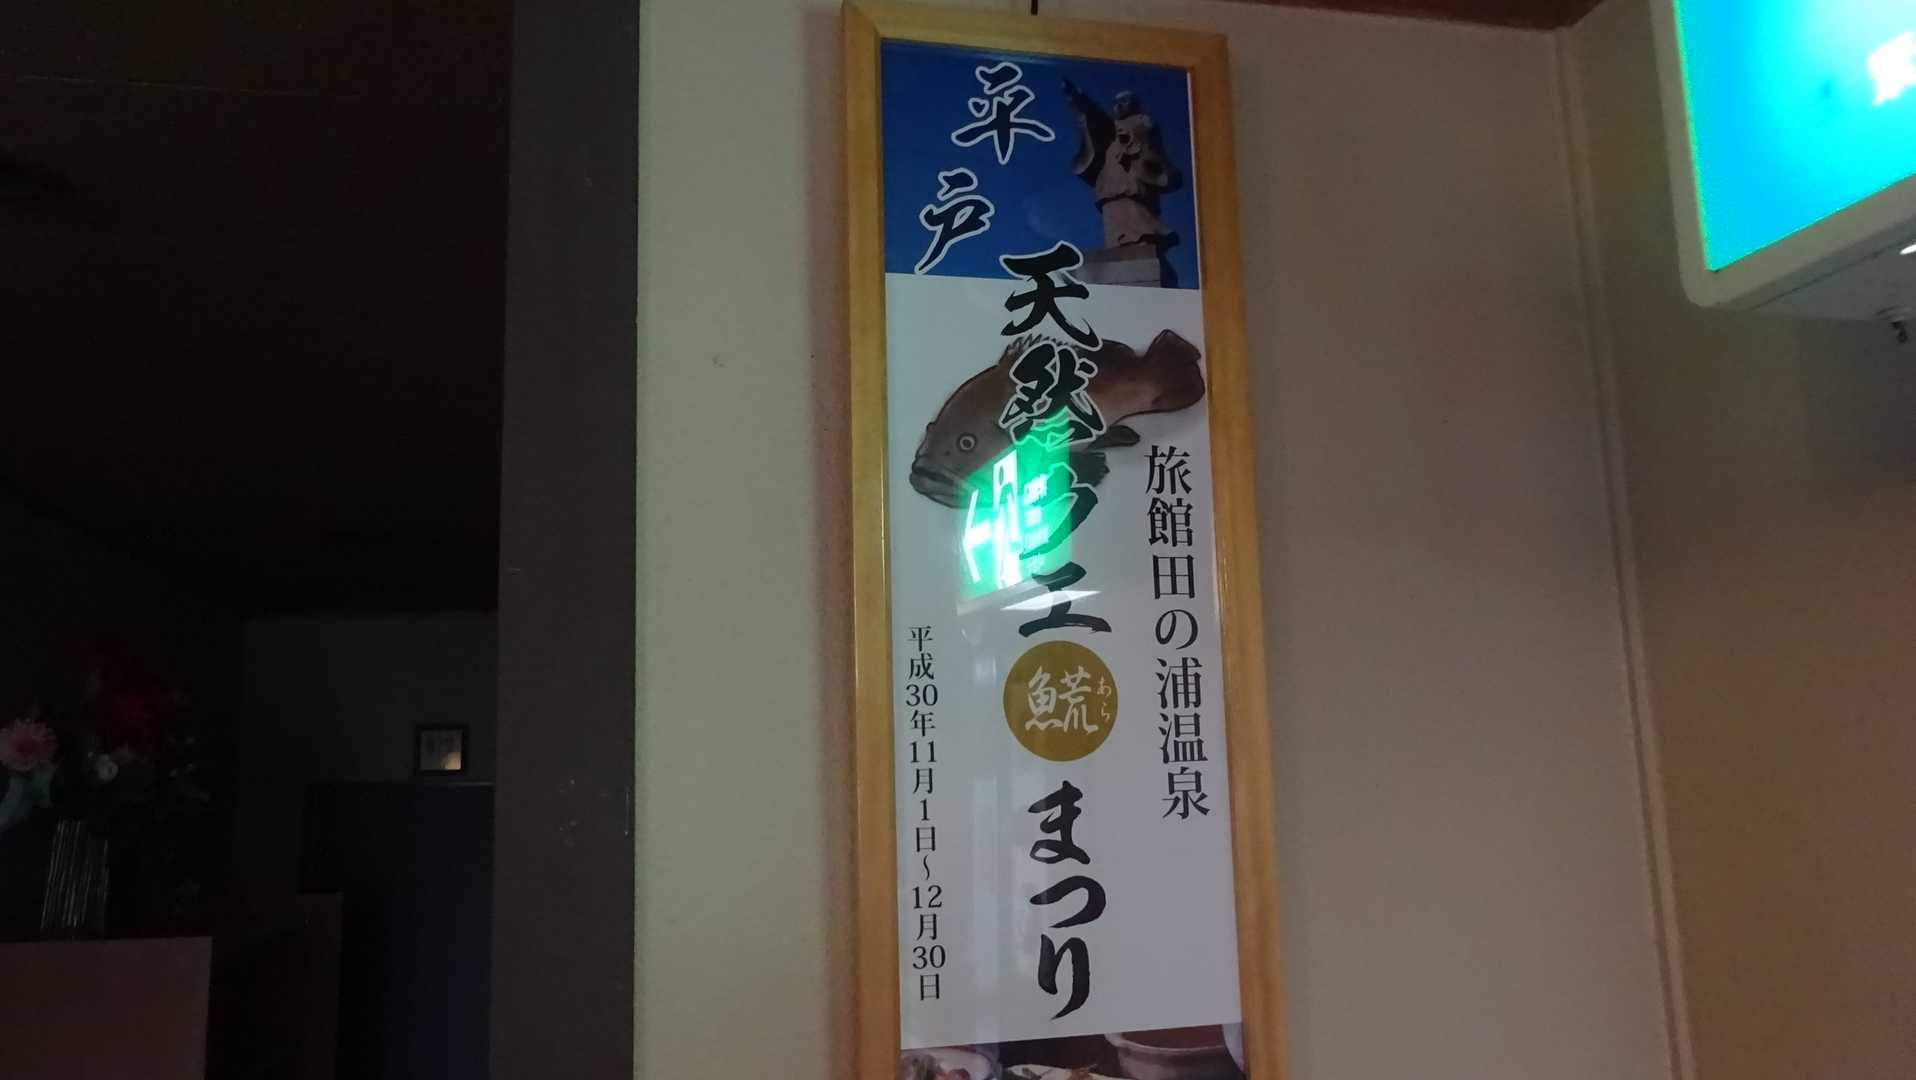 平戸
天然クエ
鱗
あら
まつり
旅館田の浦温泉
平成30年11月1日～12月30日